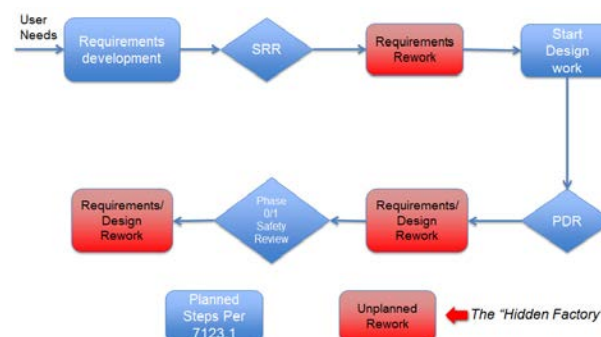 User
Needs
Requirements
development
SRR
Requirements
Rework
Start
Design
work
Requirements/
Design
Rework
Phase
0/1
Safety
Review
Requirements/
Design
Rework
PDR
Planned
Steps Per
7123.1
Unplanned
Rework
The "Hidden Factory